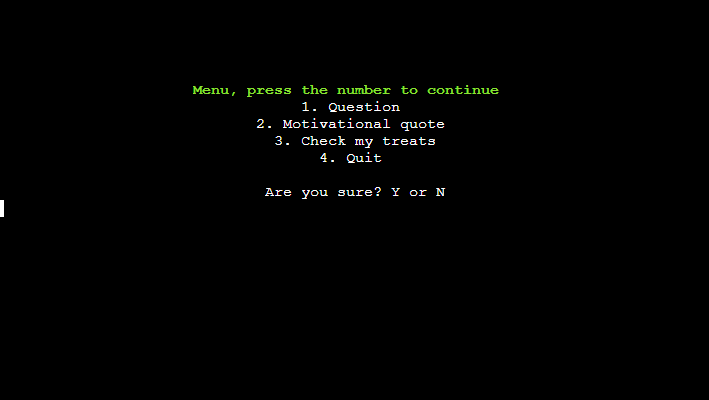 Menu, press the number to continue
1. Question
2. Motivational quote
3. Check my treats
4. Quit
Are you sure? Y or N